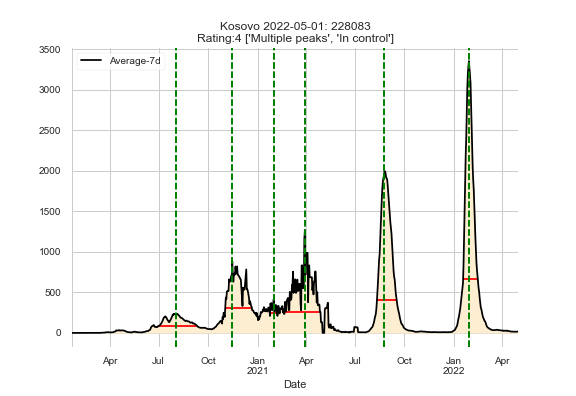 Kosovo 2022-05-01: 228083
Rating:4 ['Multiple peaks', 'In control']
Average-7d
3500
3000
2500
2000
1500
1000
500
0
Apr
Jul
Oct
Jan
2021
Apr
Jul
Oct
Jan
2022
Apr
Date